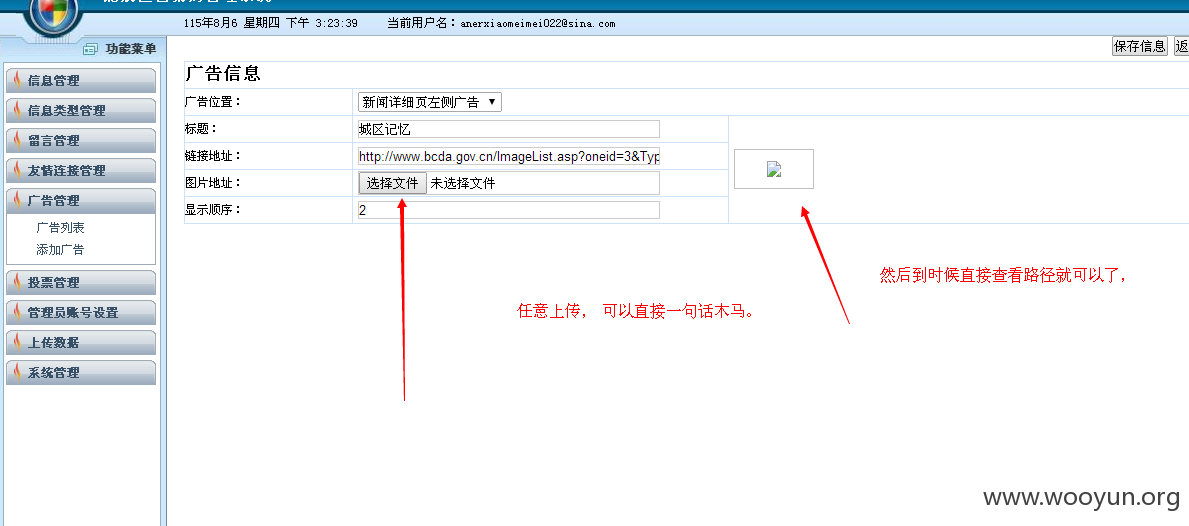 115年8月6 星期四 下午 3:23:39 当前用户名：anerxiaomeimei022@sina.com
功能菜单
保存信息 返
信息管理
信息类型管理
留言管理
友情连接管理
广告管理
广告列表
添加广告
投票管理
管理员账号设置
上传数据
系统管理
广告信息
广告位置： 新闻详细页左侧广告
标题： 城区记忆
链接地址： http://www.bcda.gov.cn/ImageList.asp?oneid=3&Typ
图片地址： 选择文件 未选择文件
显示顺序： 2
然后到时候直接查看路径就可以了,
任意上传， 可以直接一句话木马。
www.wooyun.org